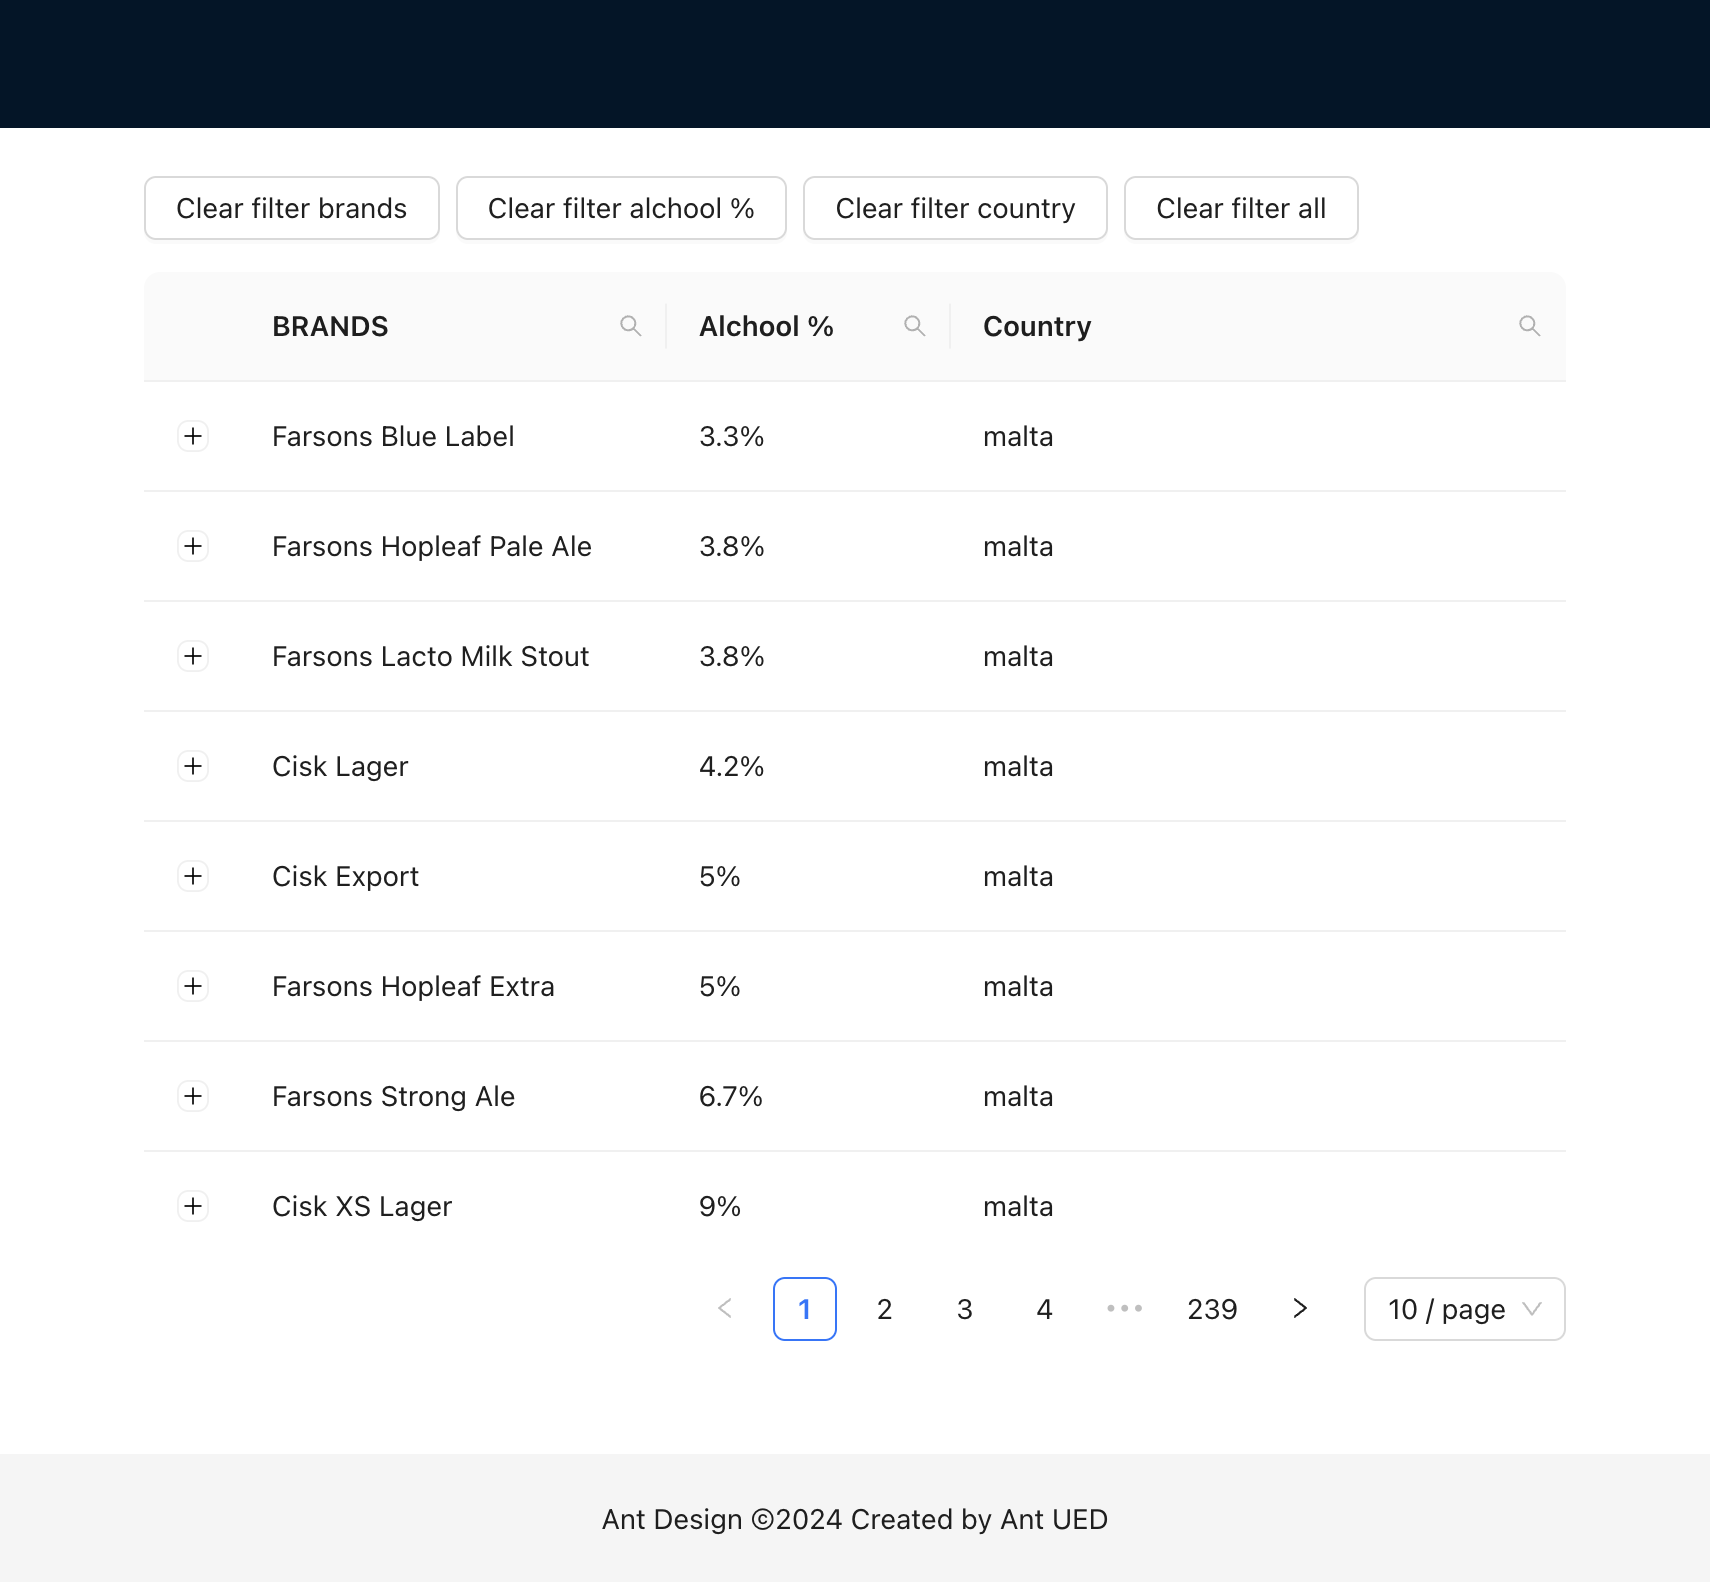 Clear filter brands Clear filter alchool % Clear filter country Clear filter all
BRANDS Alchool % Country
Farsons Blue Label 3.3% malta
Farsons Hopleaf Pale Ale 3.8% malta
Farsons Lacto Milk Stout 3.8% malta
Cisk Lager 4.2% malta
Cisk Export 5% malta
Farsons Hopleaf Extra 5% malta
Farsons Strong Ale 6.7% malta
Cisk XS Lager 9% malta
< 1 2 3 4 ••• 239 > 10 / page
Ant Design ©2024 Created by Ant UED